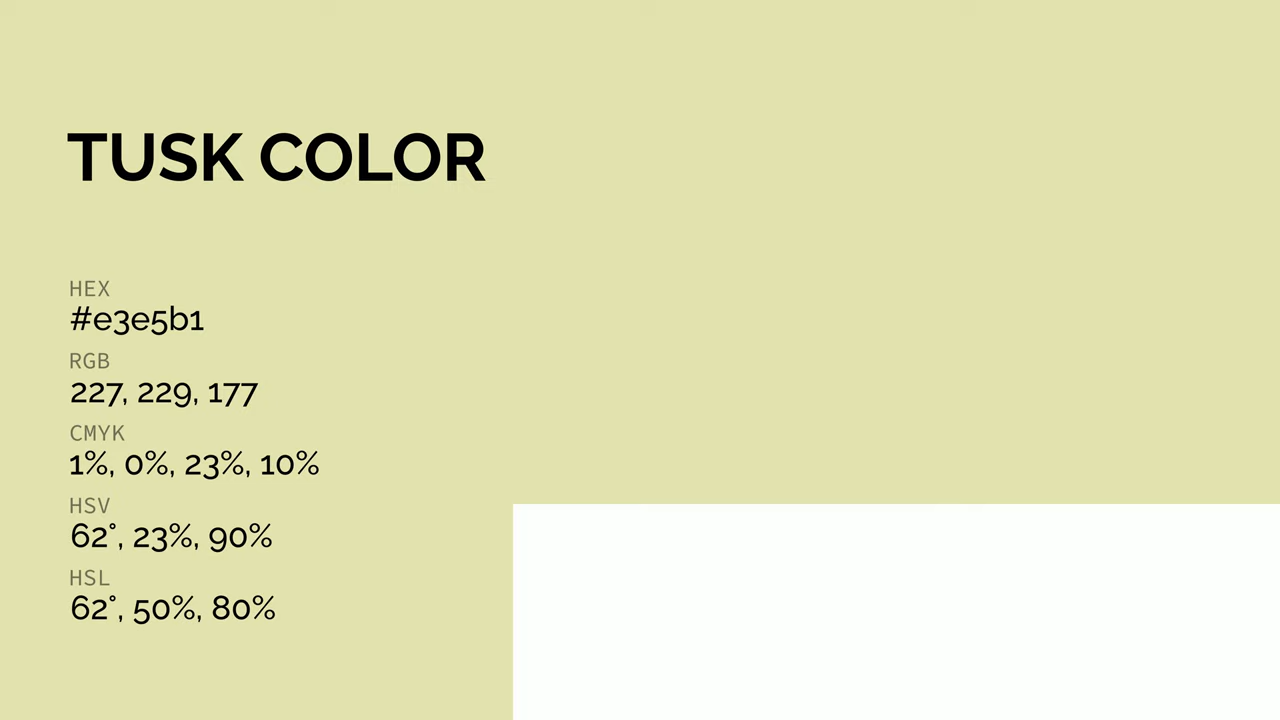 TUSK COLOR
HEX
#e3e5b1
RGB
227, 229, 177
CMYK
1%, 0%, 23%, 10%
HSV
62°, 23%, 90%
HSL
62°, 50%, 80%